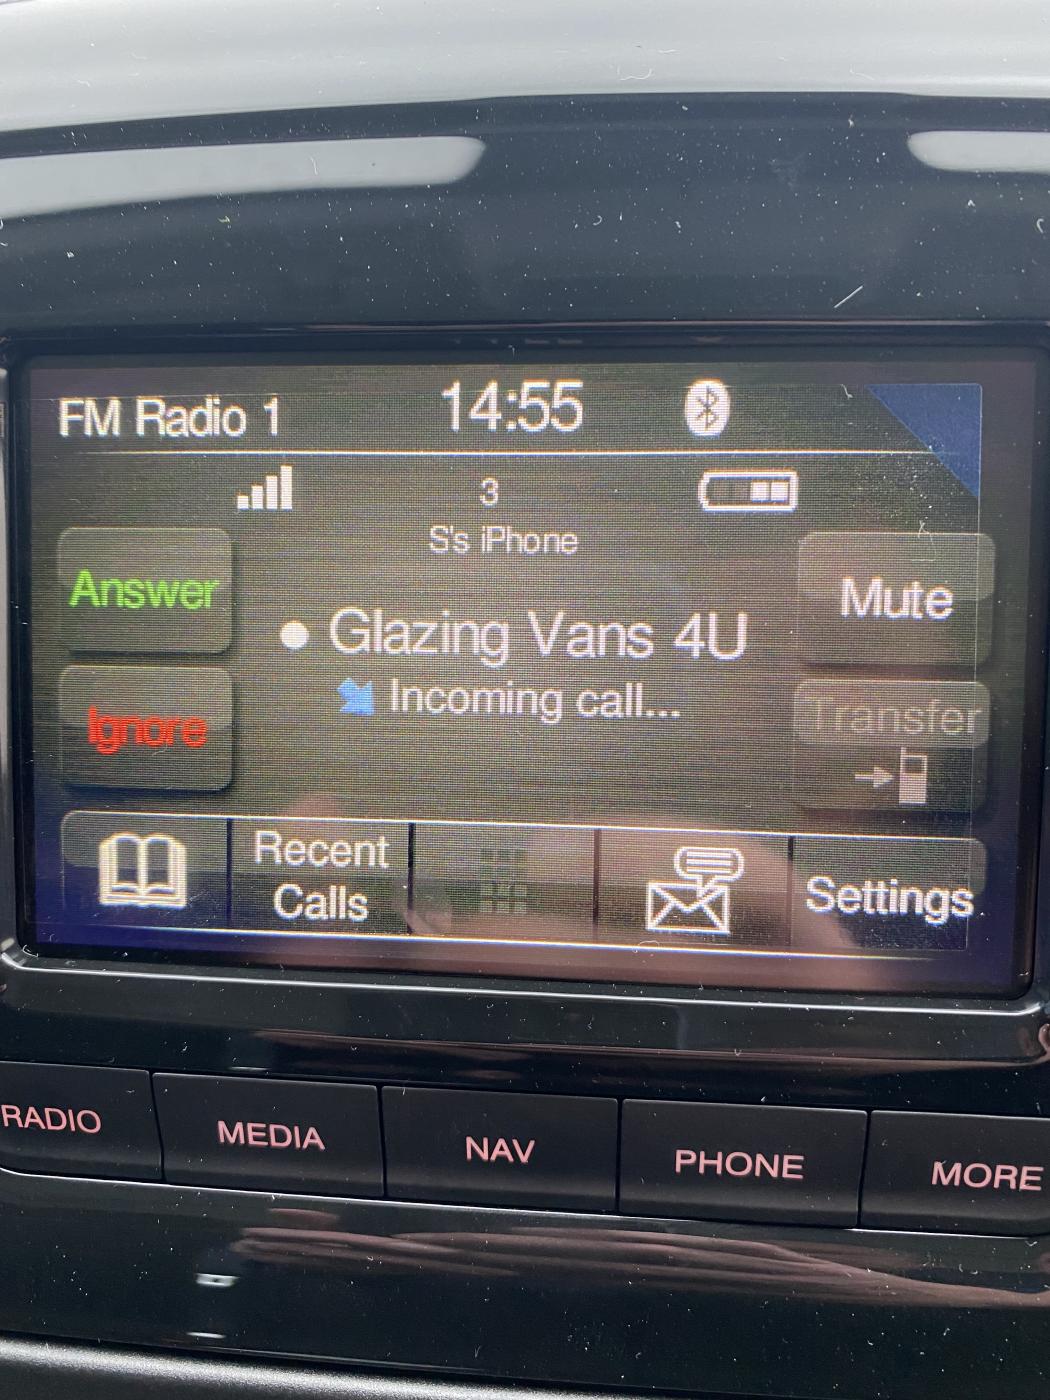 FM Radio 1 14:55
3
S's iPhone
Answer
Glazing Vans 4U
Mute
Incoming call...
Ignore
Transfer
Recent
Calls
Settings
RADIO MEDIA NAV PHONE MORE